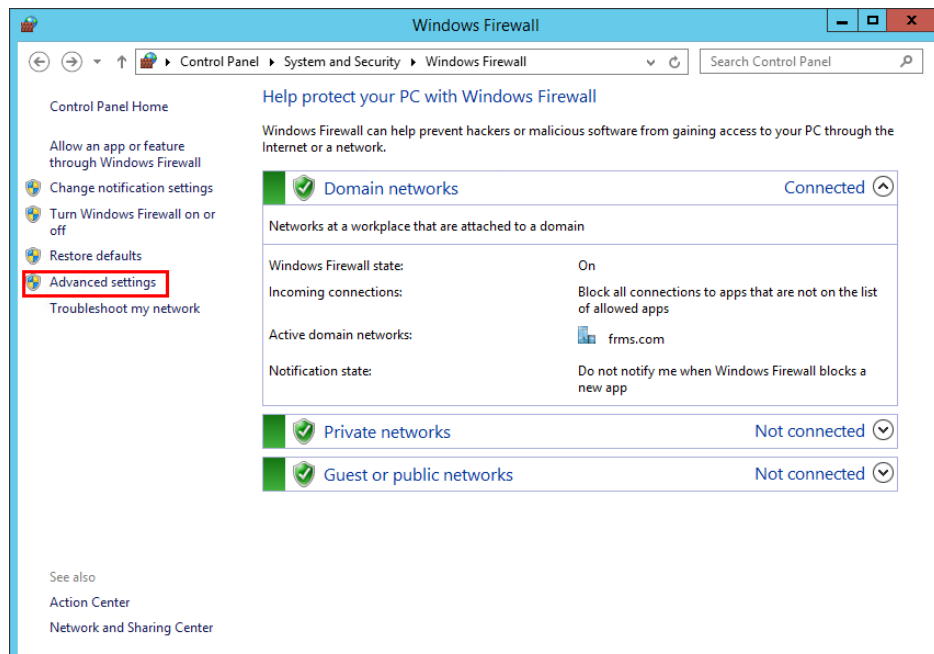 Windows Firewall
Control Panel ▸ System and Security ▸ Windows Firewall
Search Control Panel
Control Panel Home
Allow an app or feature
through Windows Firewall
Change notification settings
Turn Windows Firewall on or
off
Restore defaults
Advanced settings
Troubleshoot my network
See also
Action Center
Network and Sharing Center
Help protect your PC with Windows Firewall
Windows Firewall can help prevent hackers or malicious software from gaining access to your PC through the
Internet or a network.
Domain networks Connected
Networks at a workplace that are attached to a domain
Windows Firewall state: On
Incoming connections: Block all connections to apps that are not on the list
of allowed apps
Active domain networks: frms.com
Notification state: Do not notify me when Windows Firewall blocks a
new app
Private networks Not connected
Guest or public networks Not connected